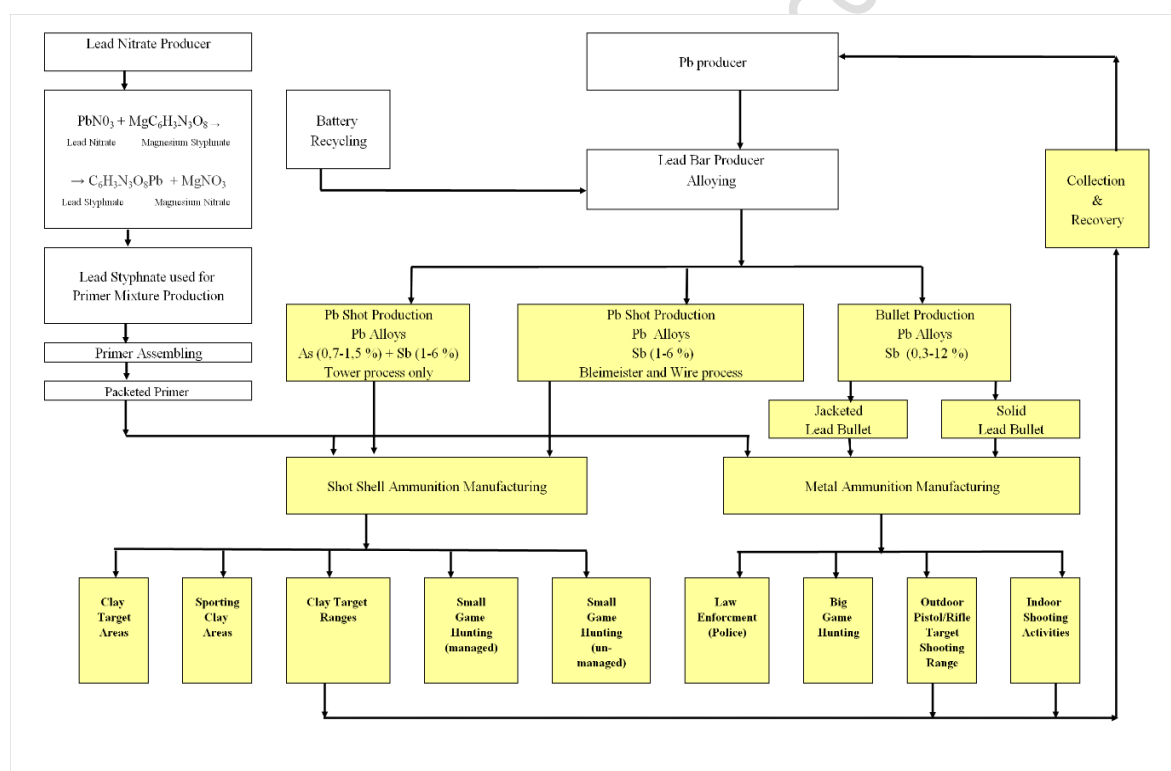 Lead Nitrate Producer
PbN0₃ + MgC₆H₃N₃O₈ →
Lead Nitrate Magnesium Styphnate
→ C₆H₃N₃O₈Pb + MgNO₃
Lead Slyphnate Magnesium Nitrate
Lead Styphnate used for
Primer Mixture Production
Primer Assembling
Packeted Primer
Battery
Recycling
Pb producer
Lead Bar Producer
Alloying
Collection
&
Recovery
Pb Shot Production
Pb Alloys
As (0,7-1,5 %) + Sb (1-6 %)
Tower process only
Pb Shot Production
Pb Alloys
Sb (1-6 %)
Bleimeister and Wire process
Bullet Production
Pb Alloys
Sb (0,3-12 %)
Jacketed
Lead Bullet
Solid
Lead Bullet
Shot Shell Ammunition Manufacturing
Metal Ammunition Manufacturing
Clay
Target
Areas
Sporting
Clay
Areas
Clay Target
Ranges
Small
Game
Hunting
(managed)
Small
Game
Hunting
(un-
managed)
Law
Enforcment
(Police)
Big
Game
Hunting
Outdoor
Pistol/Rifle
Target
Shooting
Range
Indoor
Shooting
Activities